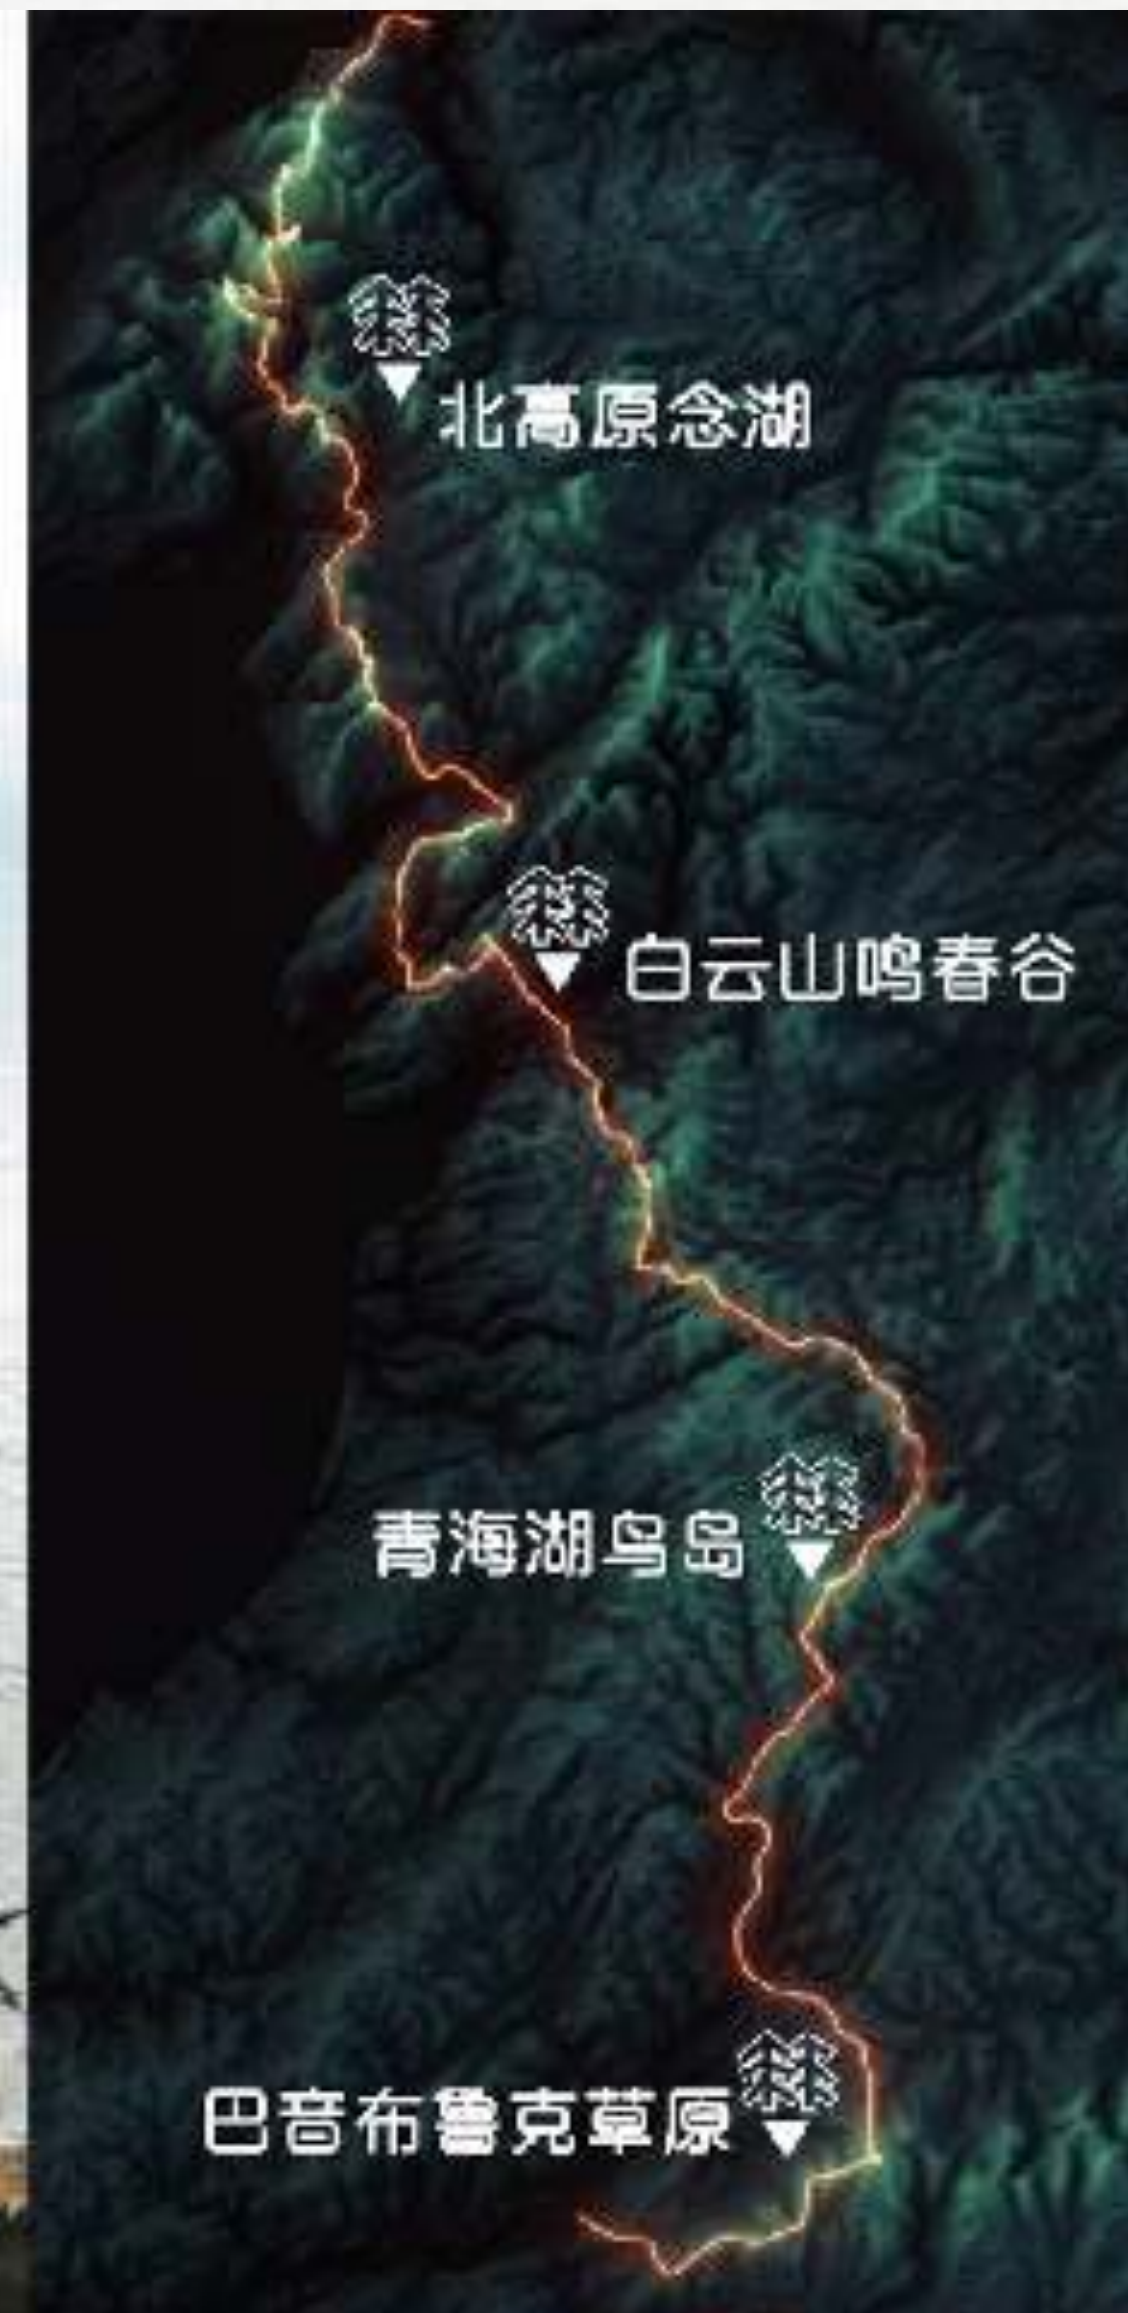 北高原念湖
白云山鸣春谷
青海湖鸟岛
巴音布鲁克草原